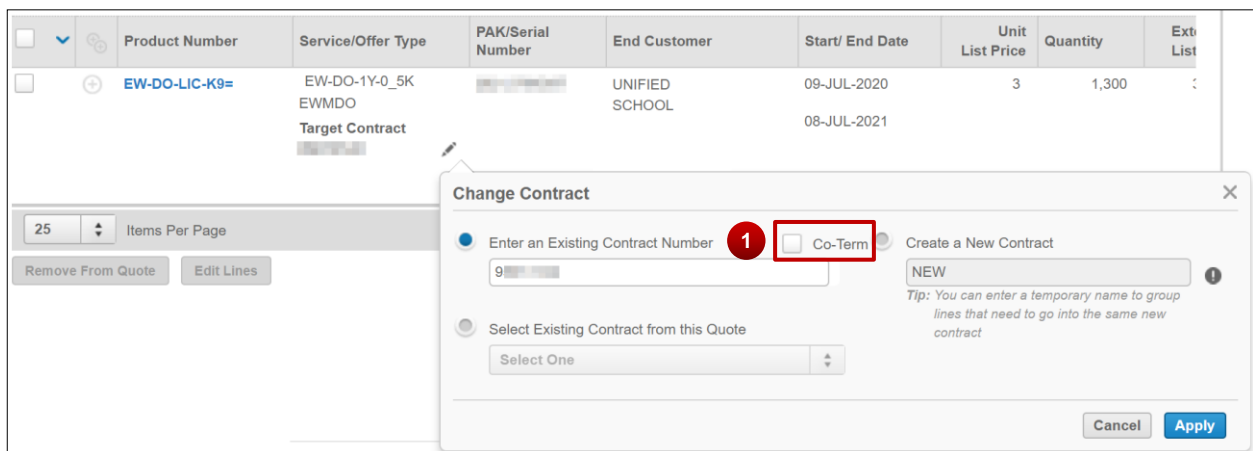 Product Number
Service/Offer Type
PAK/Serial
Number
End Customer
Start/ End Date
Unit
List Price
Quantity
List
EW-DO-LIC-K9=
EW-DO-1Y-0_5K
EWMDO
Target Contract
UNIFIED
SCHOOL
09-JUL-2020
08-JUL-2021
3
1,300
25
Items Per Page
Remove From Quote
Edit Lines
Change Contract
Enter an Existing Contract Number
1
Co-Term
Create a New Contract
9
NEW
Tip: You can enter a temporary name to group
lines that need to go into the same new
contract
Select Existing Contract from this Quote
Select One
Cancel
Apply